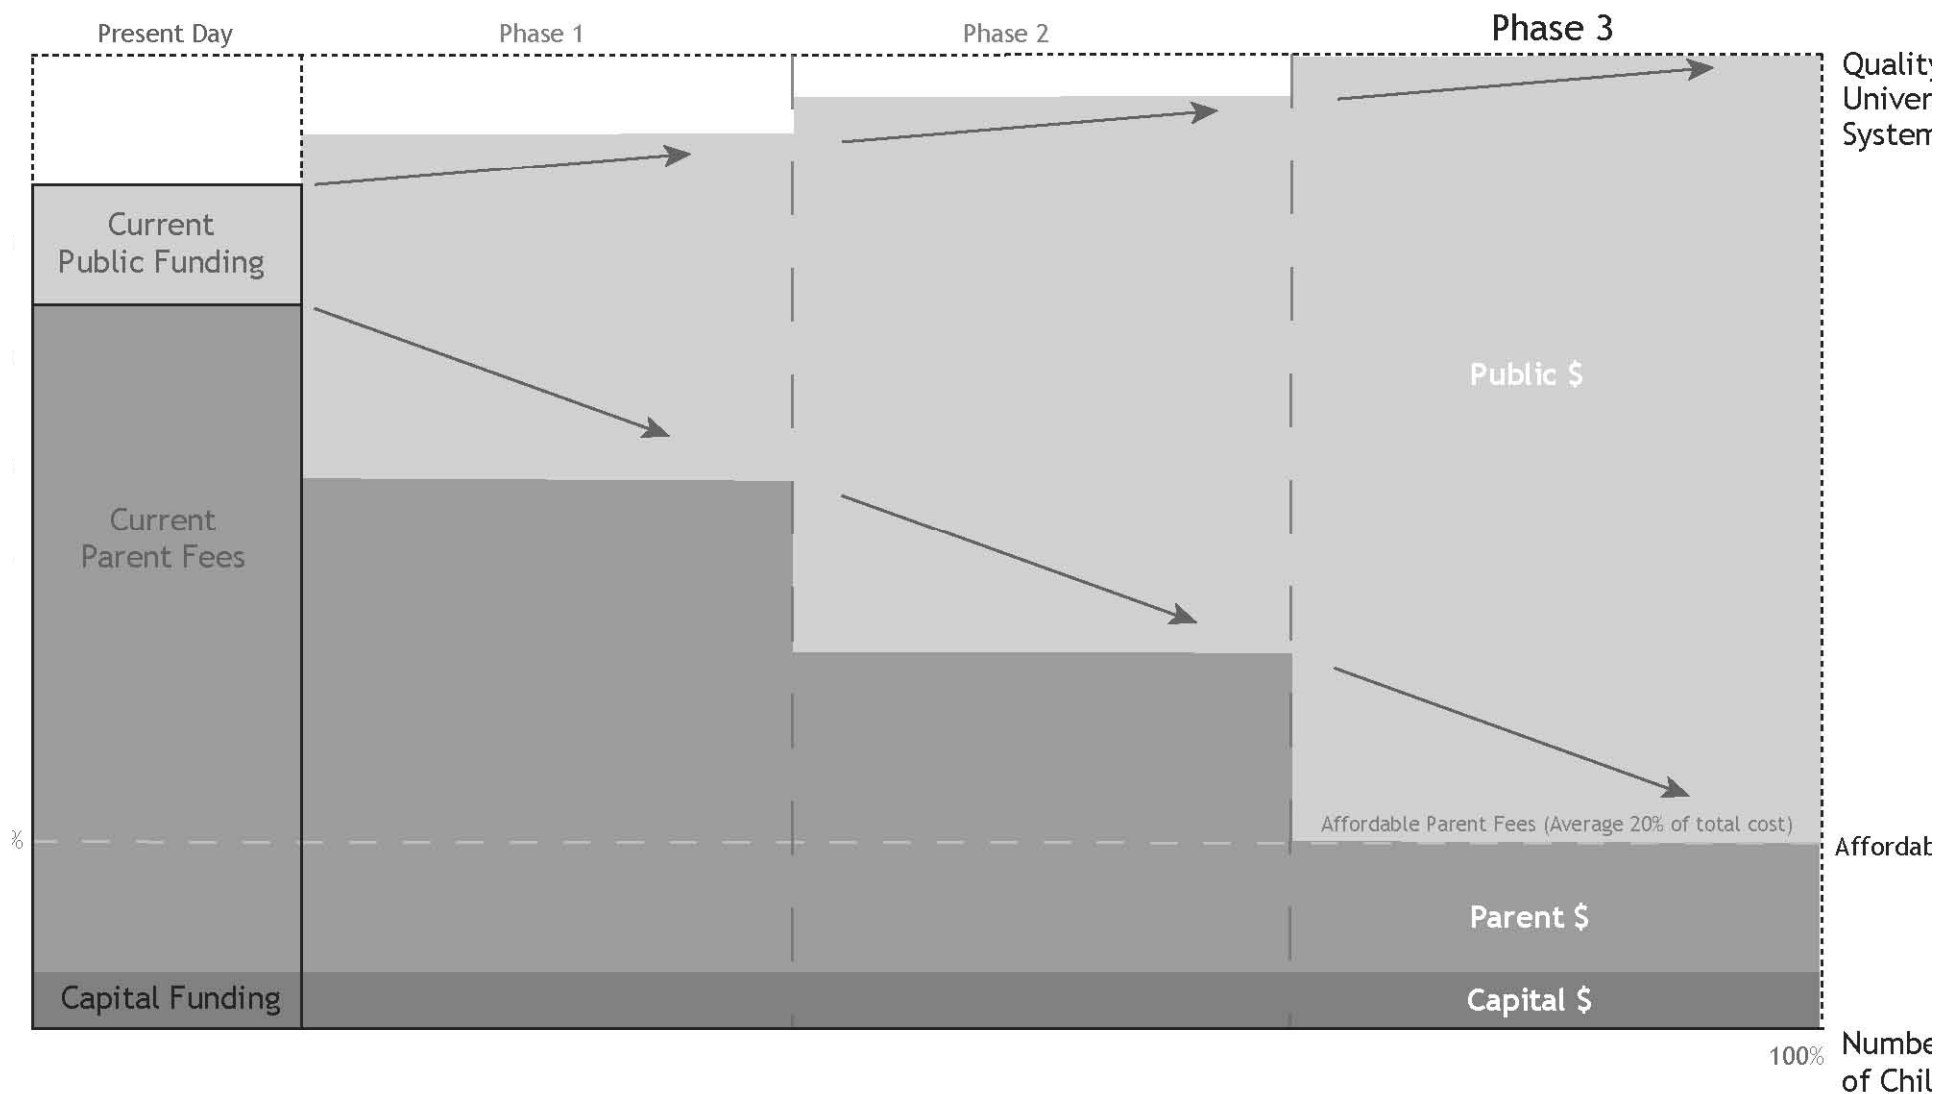 Present Day
Phase 1
Phase 2
Phase 3
Quality
Univer
System
Current
Public Funding
Public $
Current
Parent Fees
Affordable Parent Fees (Average 20% of total cost)
%
Affordab
Parent $
Capital Funding
Capital $
100%
Numbe
of Chil